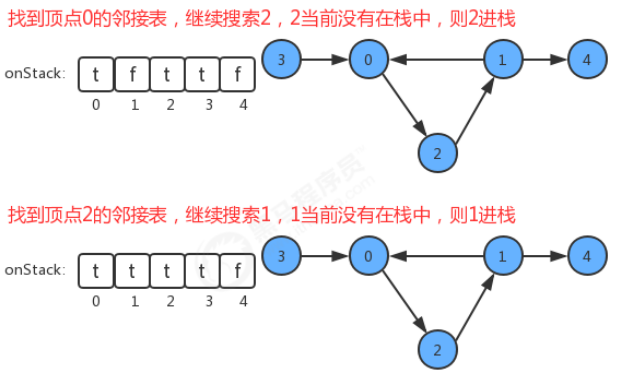 找到顶点0的邻接表，继续搜索2，2当前没有在栈中，则2进栈
onStack: t f t t f 3 0 1 4
0 1 2 3 4
2
找到顶点2的邻接表，继续搜索1，1当前没有在栈中，则1进栈
onStack: t t t t f 3 0 1 4
0 1 2 3 4
2